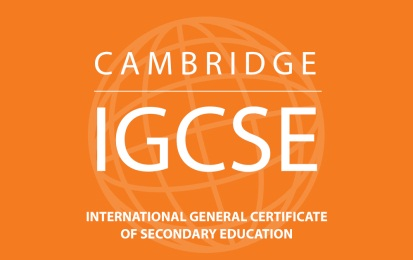 CAMBRIDGE
IGCSE
INTERNATIONAL GENERAL CERTIFICATE
OF SECONDARY EDUCATION